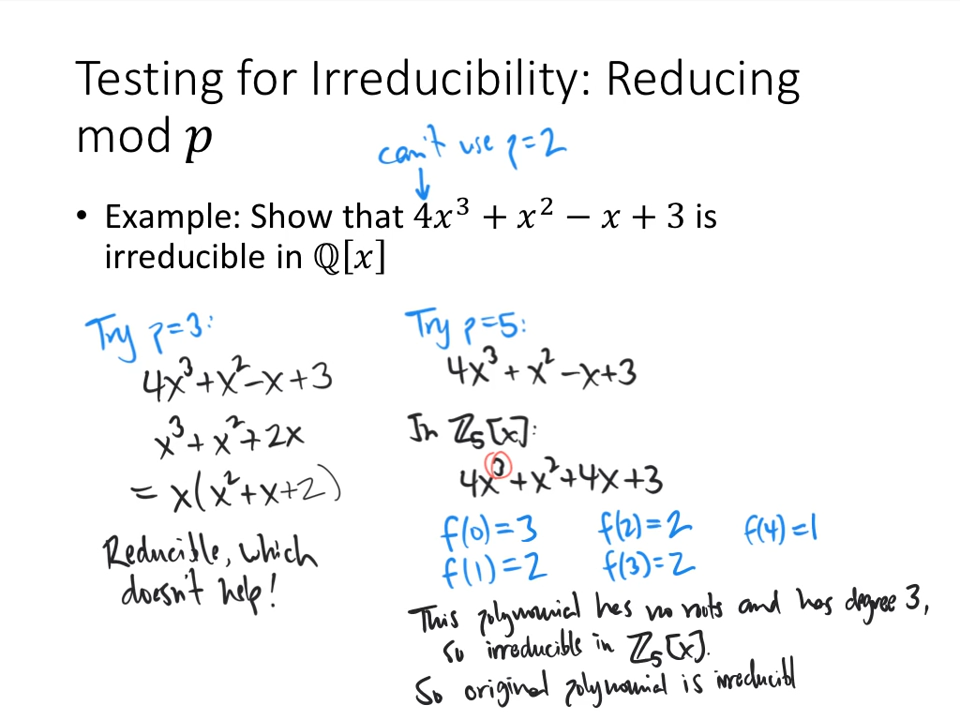 Testing for Irreducibility: Reducing
mod p
can't use p=2
• Example: Show that 4x³ + x² − x + 3 is
irreducible in ℚ[x]
Try p=3:
4x³+x²-x+3
x³+x²+2x
= x(x²+x+2)
Reducible, which
doesn't help!
Try p=5:
4x³+x²-x+3
In ℤ₅[x]:
4x³+x²+4x+3
f(0)=3 f(2)=2 f(4)=1
f(1)=2 f(3)=2
This polynomial has no roots and has degree 3,
so irreducible in ℤ₅[x].
So original polynomial is irreducibl